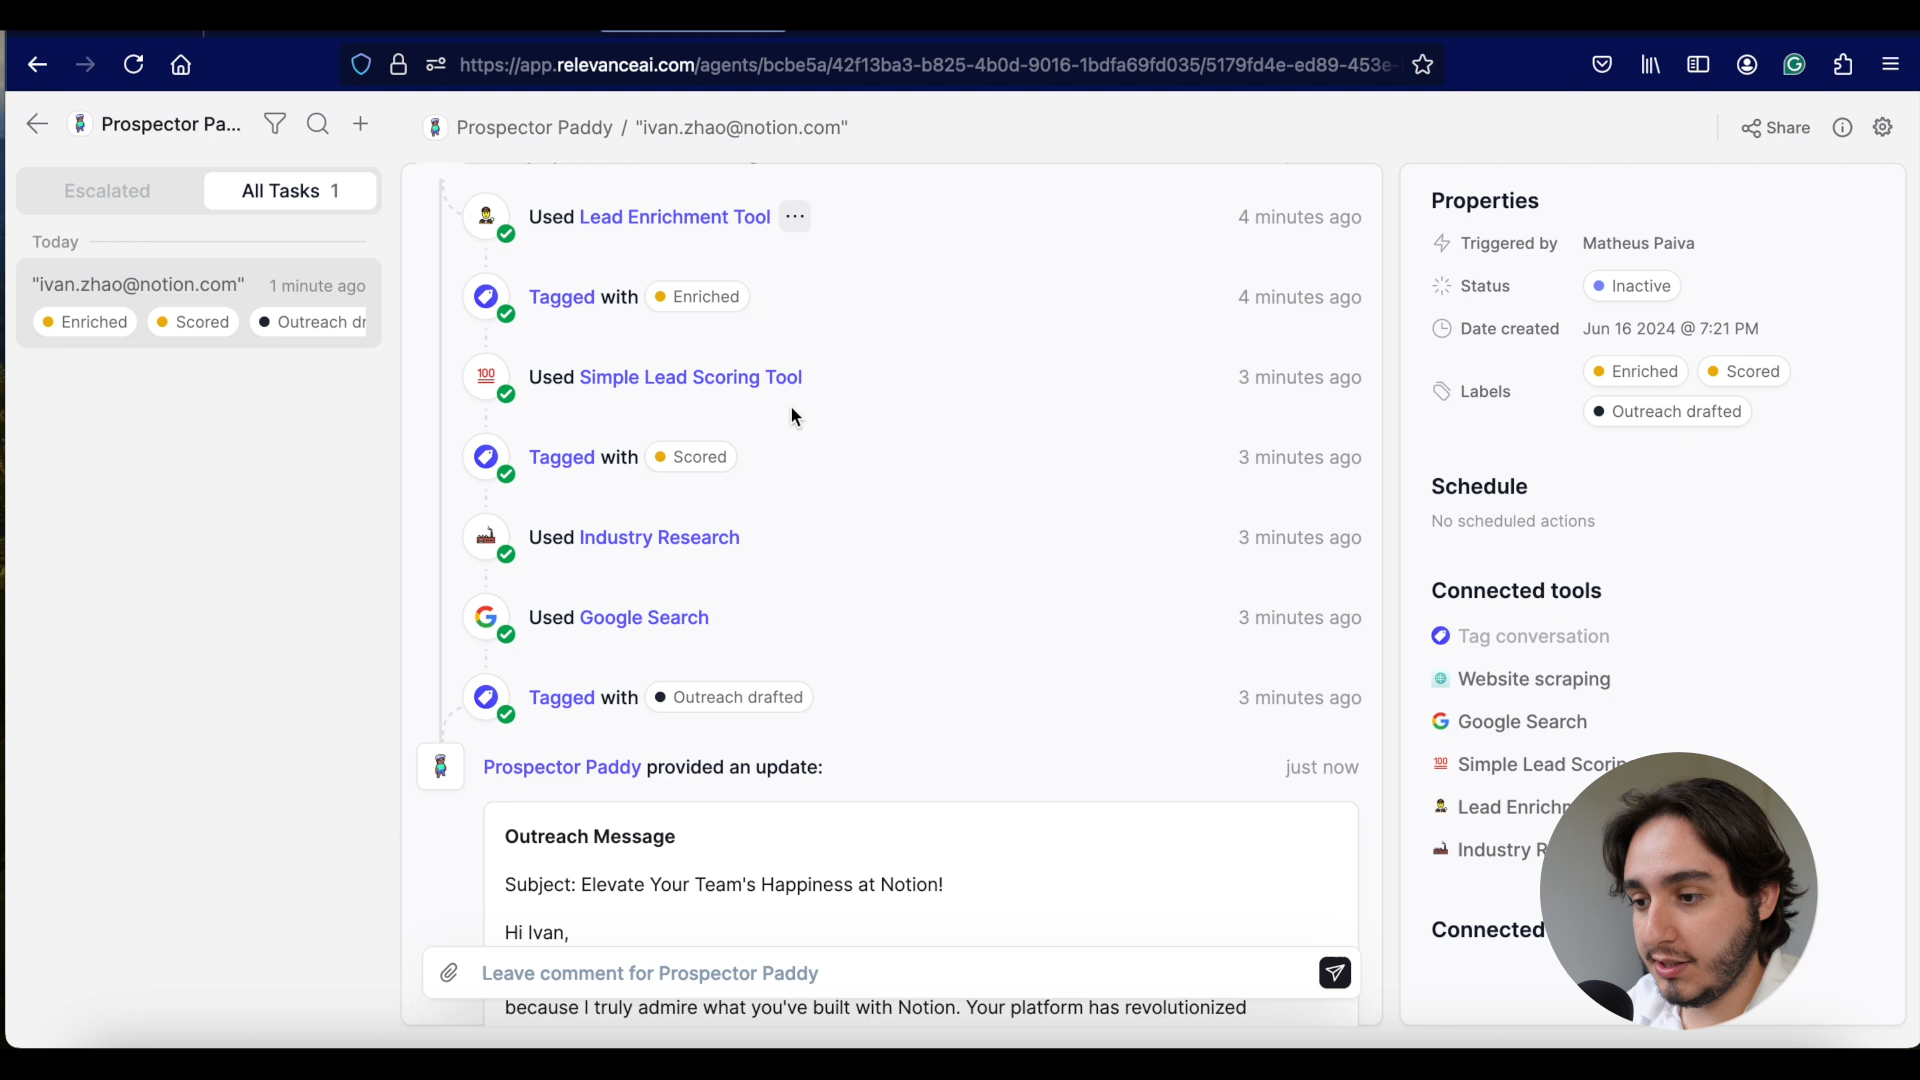 https://app.relevanceai.com/agents/bcbe5a/42f13ba3-b825-4b0d-9016-1bdfa69fd035/5179fd4e-ed89-453e-
Prospector Pa...
Prospector Paddy / "ivan.zhao@notion.com"
Share
Escalated
All Tasks 1
Today
"ivan.zhao@notion.com"
1 minute ago
Enriched
Scored
Outreach dr
Used Lead Enrichment Tool ...
4 minutes ago
Tagged with Enriched
4 minutes ago
100
Used Simple Lead Scoring Tool
3 minutes ago
Tagged with Scored
3 minutes ago
Used Industry Research
3 minutes ago
Used Google Search
3 minutes ago
Tagged with Outreach drafted
3 minutes ago
Prospector Paddy provided an update:
just now
Outreach Message
Subject: Elevate Your Team's Happiness at Notion!
Hi Ivan,
Leave comment for Prospector Paddy
because I truly admire what you've built with Notion. Your platform has revolutionized
Properties
Triggered by
Matheus Paiva
Status
Inactive
Date created
Jun 16 2024 @ 7:21 PM
Labels
Enriched
Scored
Outreach drafted
Schedule
No scheduled actions
Connected tools
Tag conversation
Website scraping
Google Search
100 Simple Lead Scorin
Lead Enrichm
Industry R
Connected